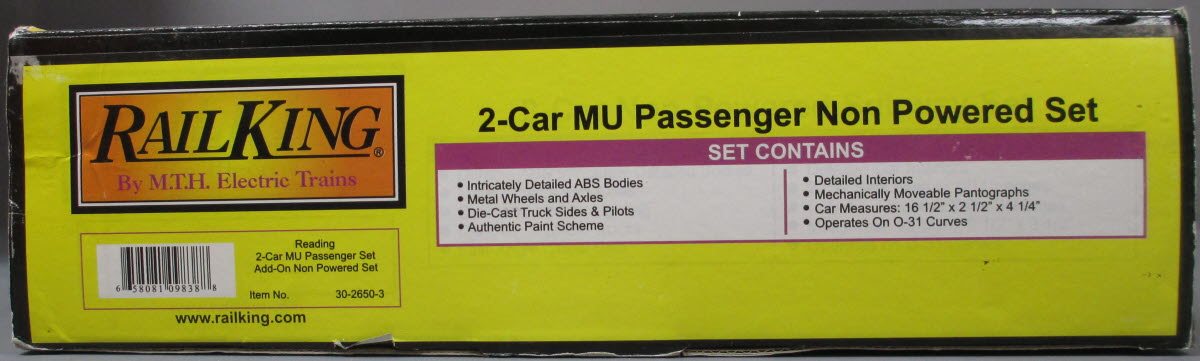 RAILKING®
By M.T.H. Electric Trains
Reading
2-Car MU Passenger Set
Add-On Non Powered Set
6 58081 09838 8
Item No. 30-2650-3
www.railking.com
2-Car MU Passenger Non Powered Set
SET CONTAINS
• Intricately Detailed ABS Bodies
• Metal Wheels and Axles
• Die-Cast Truck Sides & Pilots
• Authentic Paint Scheme
• Detailed Interiors
• Mechanically Moveable Pantographs
• Car Measures: 16 1/2” x 2 1/2” x 4 1/4”
• Operates On O-31 Curves